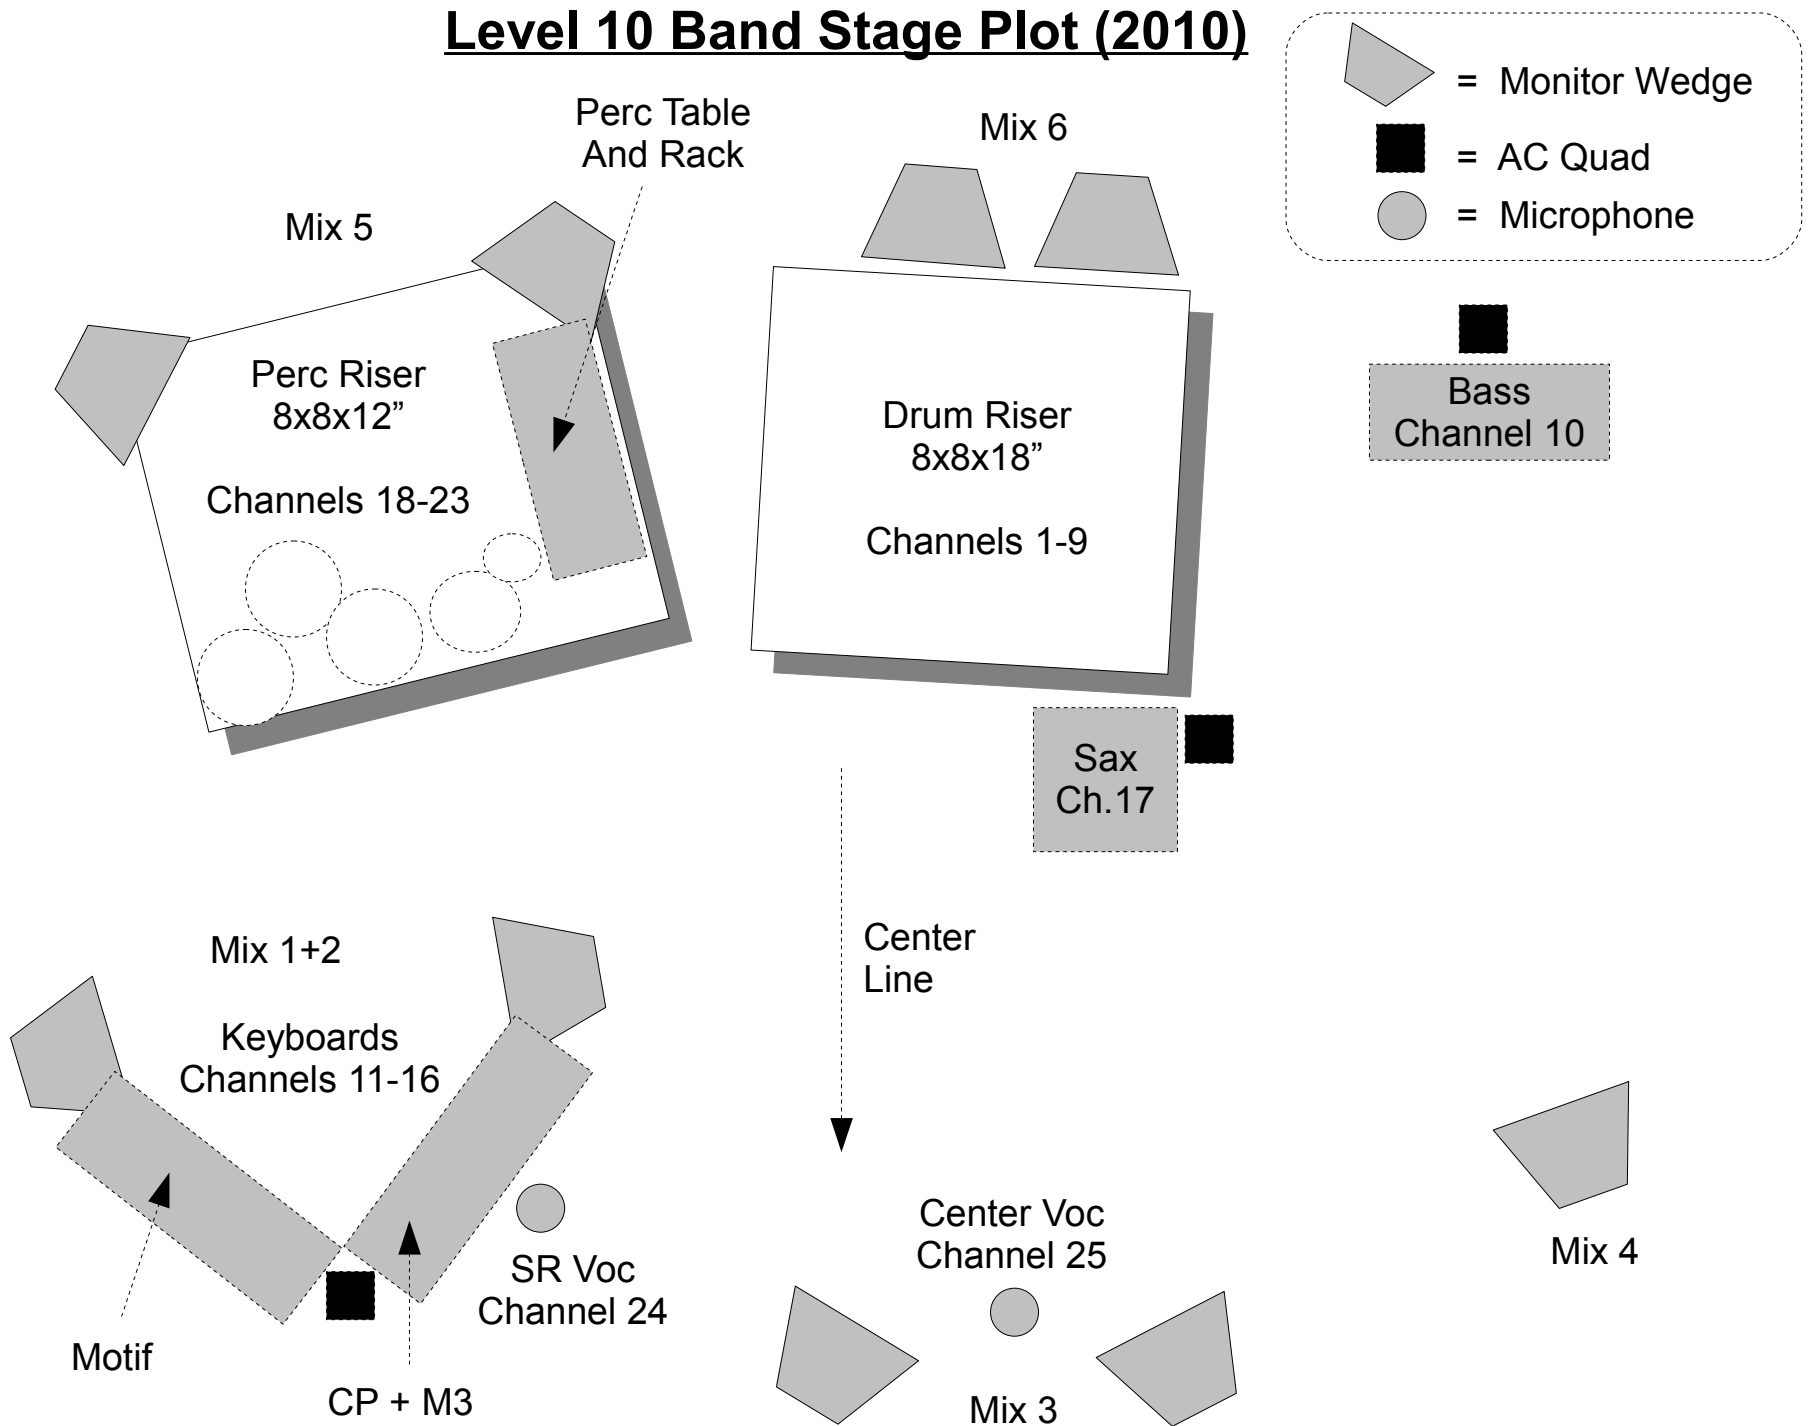 Level 10 Band Stage Plot (2010)
= Monitor Wedge
= AC Quad
= Microphone
Perc Table
And Rack
Mix 6
Mix 5
Perc Riser
8x8x12”
Channels 18-23
Drum Riser
8x8x18”
Channels 1-9
Bass
Channel 10
Sax
Ch.17
Center
Line
Mix 1+2
Keyboards
Channels 11-16
SR Voc
Channel 24
Motif
CP + M3
Center Voc
Channel 25
Mix 3
Mix 4